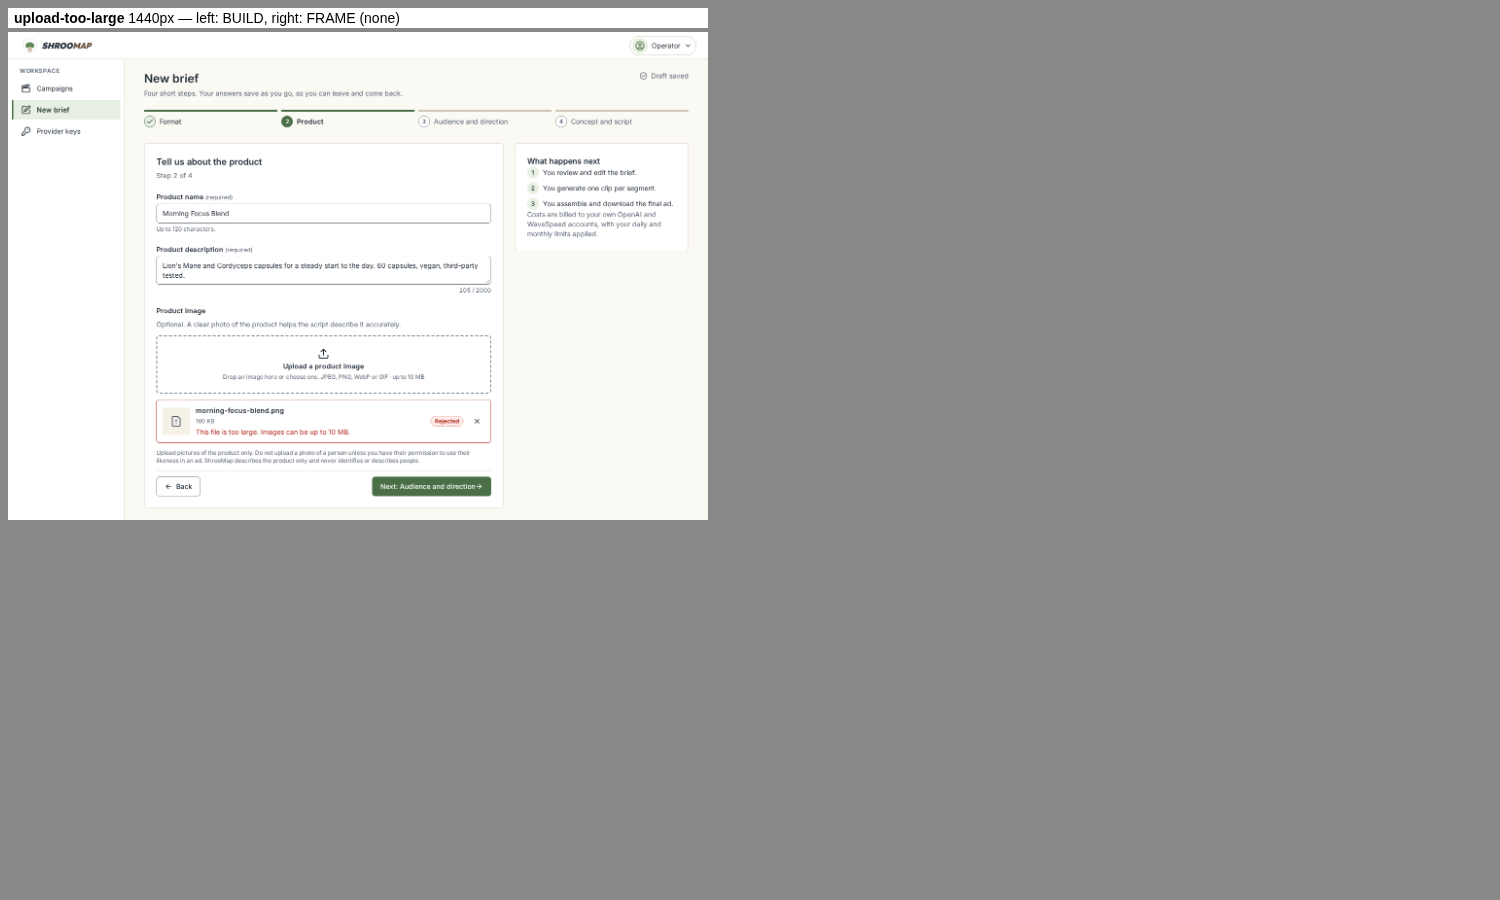 upload-too-large 1440px — left: BUILD, right: FRAME (none)
SHROOMAP
Operator
WORKSPACE
Campaigns
New brief
Provider keys
New brief
Draft saved
Four short steps. Your answers save as you go, so you can leave and come back.
Format
2 Product
3 Audience and direction
4 Concept and script
Tell us about the product
Step 2 of 4
Product name (required)
Morning Focus Blend
Up to 120 characters.
Product description (required)
Lion's Mane and Cordyceps capsules for a steady start to the day. 60 capsules, vegan, third-party
tested.
105 / 2000
Product image
Optional. A clear photo of the product helps the script describe it accurately.
Upload a product image
Drop an image here or choose one. JPEG, PNG, WebP or GIF · up to 10 MB
morning-focus-blend.png
180 KB
This file is too large. Images can be up to 10 MB.
Rejected
Upload pictures of the product only. Do not upload a photo of a person unless you have their permission to use their
likeness in an ad. ShrooMap describes the product only and never identifies or describes people.
← Back
Next: Audience and direction →
What happens next
1 You review and edit the brief.
2 You generate one clip per segment.
3 You assemble and download the final ad.
Costs are billed to your own OpenAI and
WaveSpeed accounts, with your daily and
monthly limits applied.